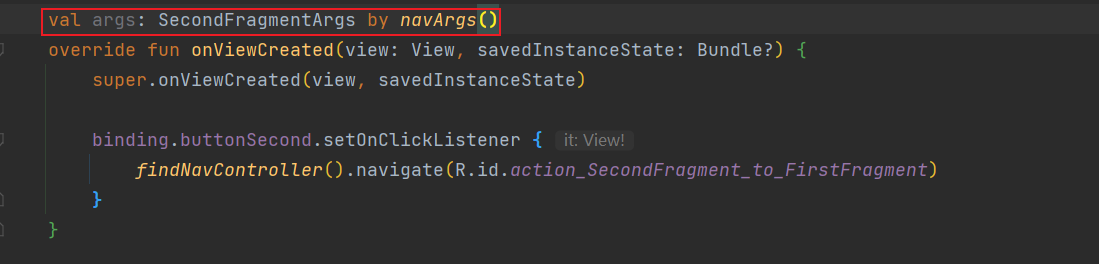 val args: SecondFragmentArgs by navArgs()
override fun onViewCreated(view: View, savedInstanceState: Bundle?) {
super.onViewCreated(view, savedInstanceState)
binding.buttonSecond.setOnClickListener { it: View!
findNavController().navigate(R.id.action_SecondFragment_to_FirstFragment)
}
}